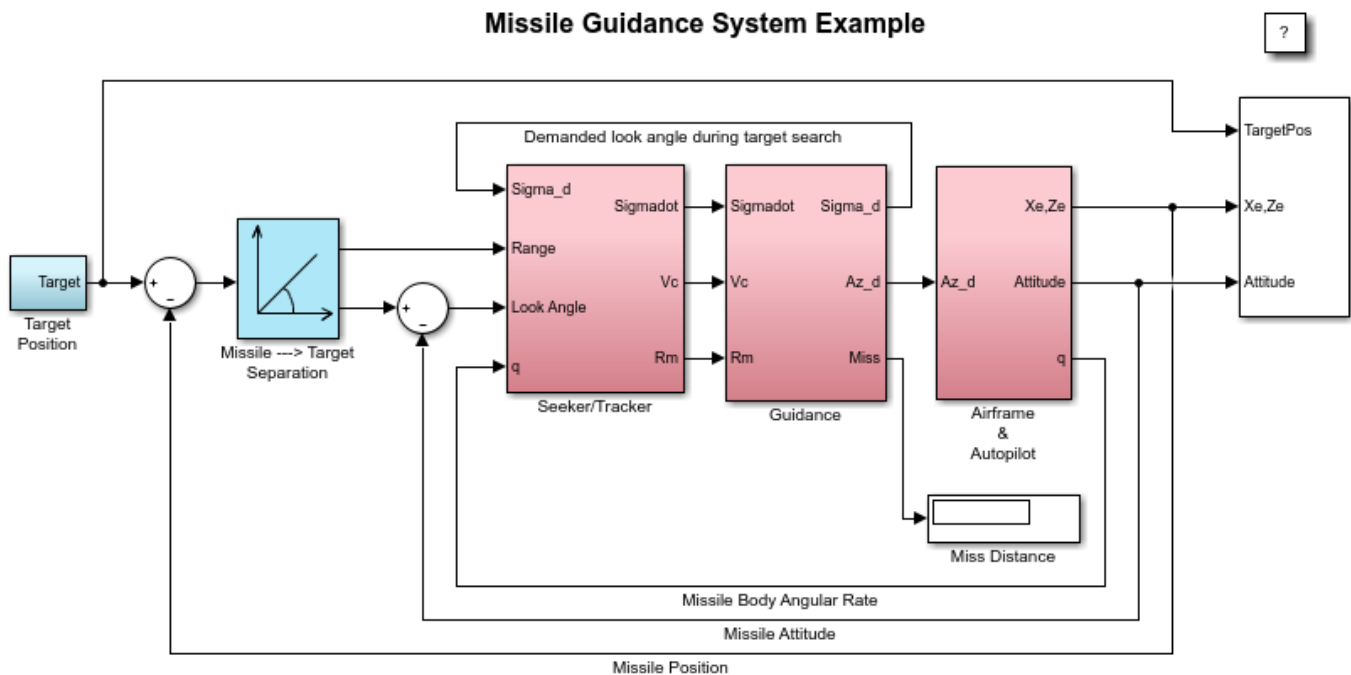 Missile Guidance System Example
?
Demanded look angle during target search
TargetPos
Xe,Ze
Attitude
Target
Target
Position
+
-
Missile ---> Target
Separation
+
-
Sigma_d
Range
Look Angle
q
Sigmadot
Vc
Rm
Seeker/Tracker
Sigmadot
Vc
Rm
Sigma_d
Az_d
Miss
Guidance
Az_d
Xe,Ze
Attitude
q
Airframe
&
Autopilot
Miss Distance
Missile Body Angular Rate
Missile Attitude
Missile Position